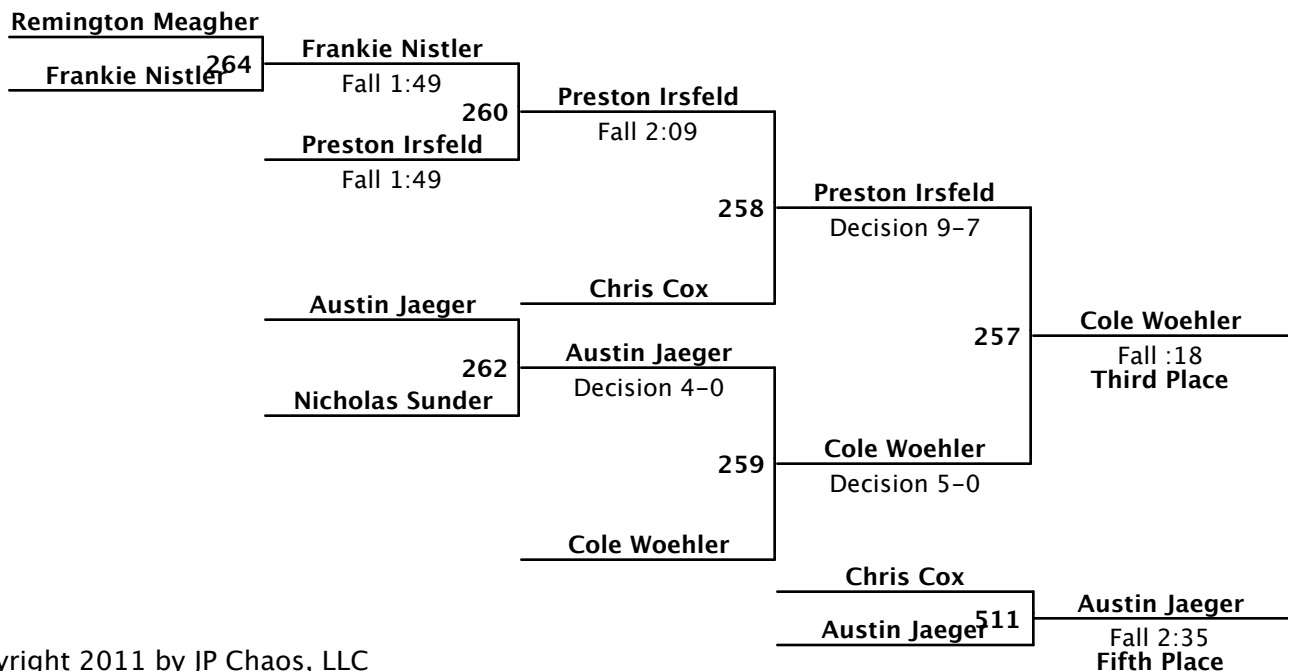 Remington Meagher
264
Frankie Nistler
Frankie Nistler
Fall 1:49
260
Preston Irsfeld
Fall 1:49
Preston Irsfeld
Fall 2:09
258
Chris Cox
Preston Irsfeld
Decision 9-7
Austin Jaeger
262
Nicholas Sunder
Austin Jaeger
Decision 4-0
259
Cole Woehler
Cole Woehler
Decision 5-0
257
Cole Woehler
Fall :18
Third Place
Chris Cox
511
Austin Jaeger
Austin Jaeger
Fall 2:35
Fifth Place
yright 2011 by JP Chaos, LLC